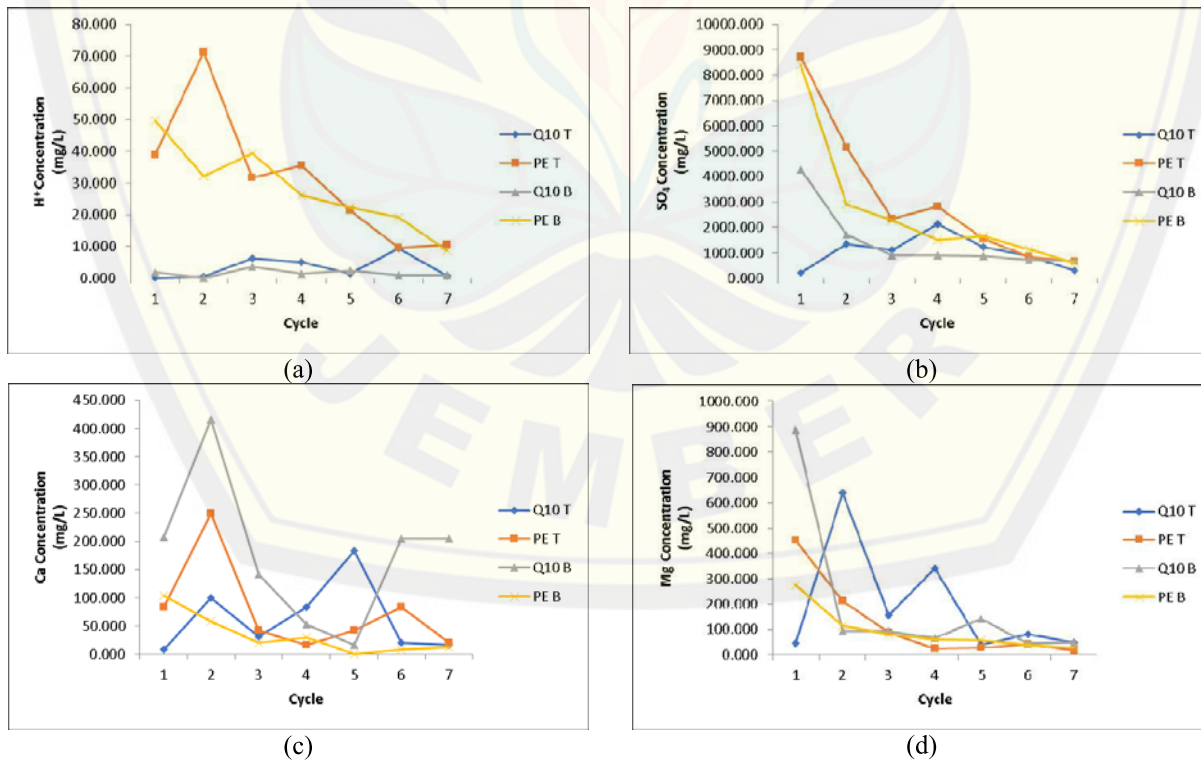 80.000
70.000
60.000
50.000
40.000
30.000
20.000
10.000
0.000
H⁺ Concentration
(mg/L)
1 2 3 4 5 6 7
Cycle
Q10 T
PE T
Q10 B
PE B
(a)
10000.000
9000.000
8000.000
7000.000
6000.000
5000.000
4000.000
3000.000
2000.000
1000.000
0.000
SO₄ Concentration
(mg/L)
1 2 3 4 5 6 7
Cycle
Q10 T
PE T
Q10 B
PE B
(b)
450.000
400.000
350.000
300.000
250.000
200.000
150.000
100.000
50.000
0.000
Ca Concentration
(mg/L)
1 2 3 4 5 6 7
Cycle
Q10 T
PE T
Q10 B
PE B
(c)
1000.000
900.000
800.000
700.000
600.000
500.000
400.000
300.000
200.000
100.000
0.000
Mg Concentration
(mg/L)
1 2 3 4 5 6 7
Cycle
Q10 T
PE T
Q10 B
PE B
(d)
JEMBER